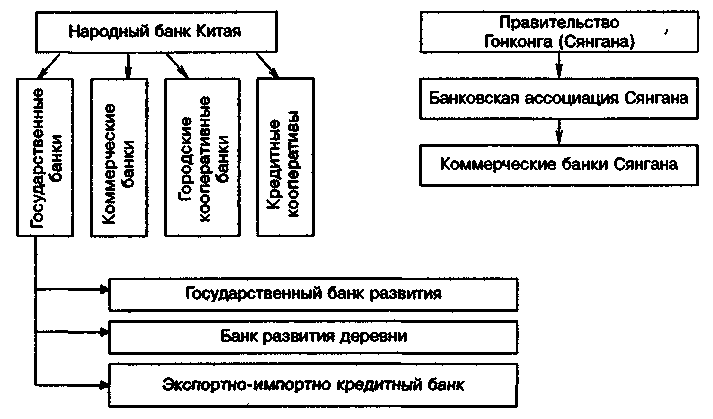 Народный банк Китая
Государственные
банки
Коммерческие
банки
Городские
кооперативные
банки
Кредитные
кооперативы
Государственный банк развития
Банк развития деревни
Экспортно-импортно кредитный банк
Правительство
Гонконга (Сянгана)
Банковская ассоциация Сянгана
Коммерческие банки Сянгана